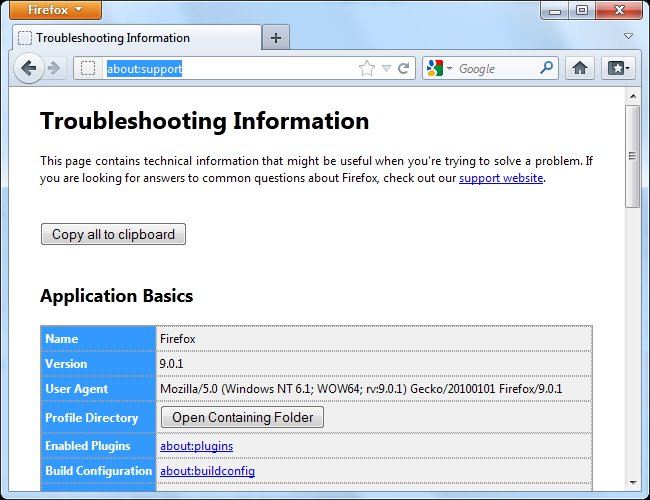 Firefox
Troubleshooting Information
about:support
Google
Troubleshooting Information
This page contains technical information that might be useful when you're trying to solve a problem. If
you are looking for answers to common questions about Firefox, check out our support website.
Copy all to clipboard
Application Basics
Name Firefox
Version 9.0.1
User Agent Mozilla/5.0 (Windows NT 6.1; WOW64; rv:9.0.1) Gecko/20100101 Firefox/9.0.1
Profile Directory Open Containing Folder
Enabled Plugins about:plugins
Build Configuration about:buildconfig